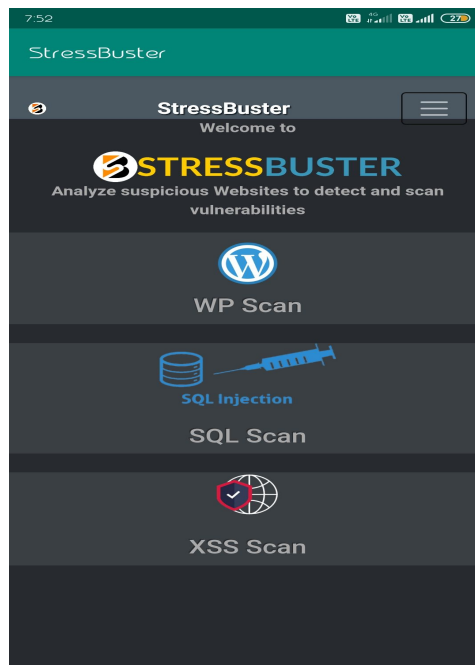 7:52
27
StressBuster
StressBuster
Welcome to
STRESSBUSTER
Analyze suspicious Websites to detect and scan
vulnerabilities
WP Scan
SQL Injection
SQL Scan
XSS Scan